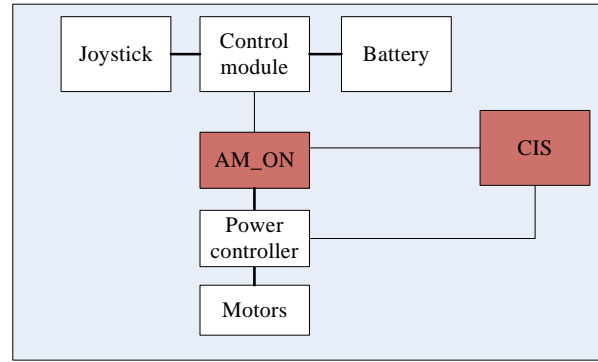 Joystick
Control
module
Battery
AM_ON
CIS
Power
controller
Motors